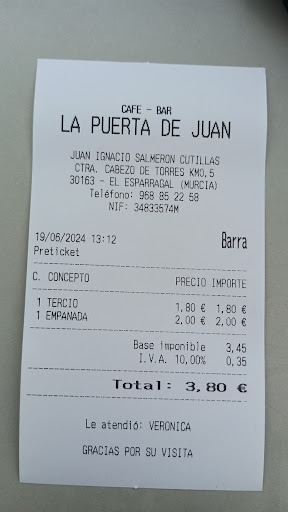 CAFE - BAR
LA PUERTA DE JUAN
JUAN IGNACIO SALMERON CUTILLAS
CTRA. CABEZO DE TORRES KM0,5
30163 - EL ESPARRAGAL (MURCIA)
Teléfono: 968 85 22 58
NIF: 34833574M
19/06/2024 13:12 Barra
Preticket
C. CONCEPTO PRECIO IMPORTE
1 TERCIO 1,80 € 1,80 €
1 EMPANADA 2,00 € 2,00 €
Base imponible 3,45
I.V.A. 10,00% 0,35
Total: 3,80 €
Le atendió: VERONICA
GRACIAS POR SU VISITA